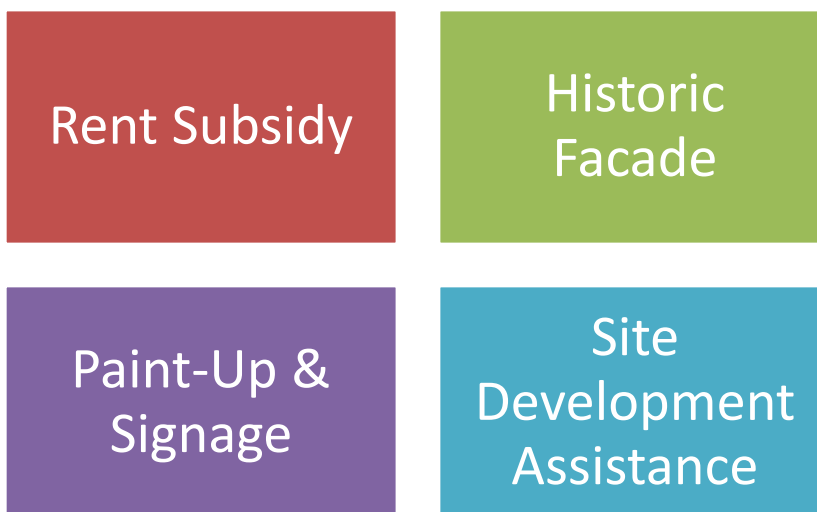 Rent Subsidy
Historic
Facade
Paint-Up &
Signage
Site
Development
Assistance